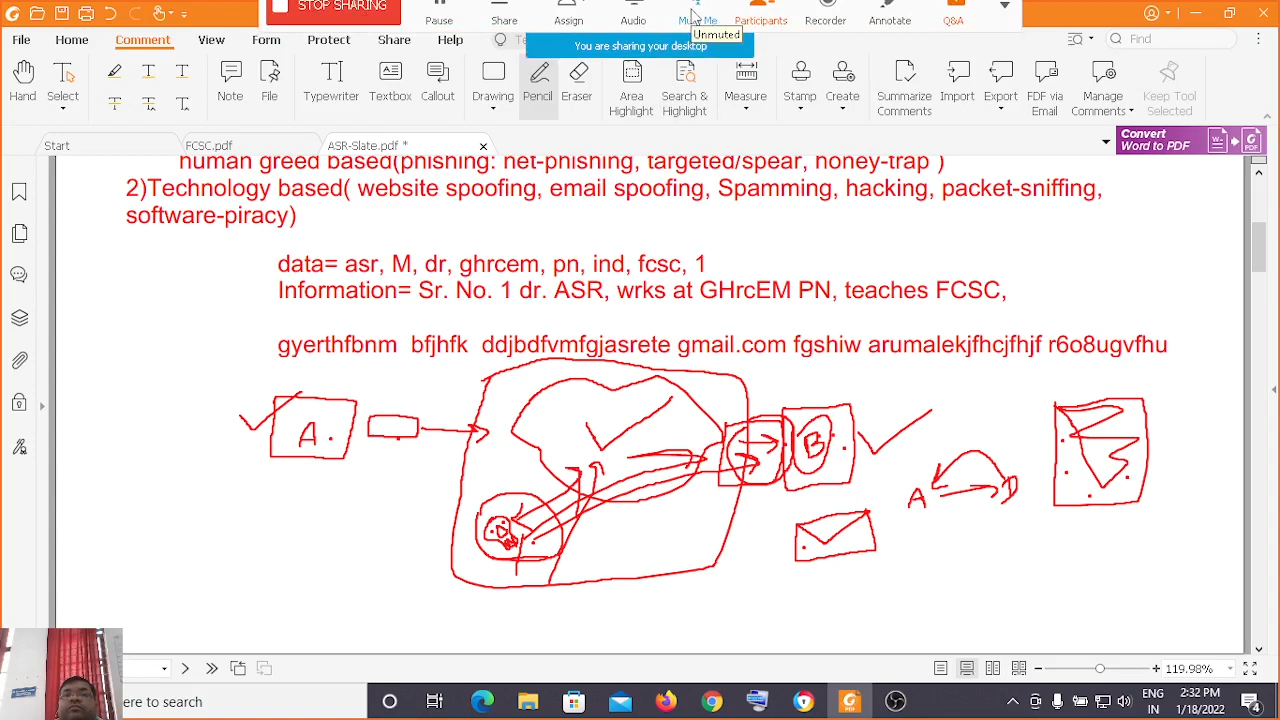 STOP SHARING
Pause Share Assign Audio Mute Me Participants Recorder Annotate Q&A
Unmuted
You are sharing your desktop
File Comment View Form Protect Share Help Find
Hand Select Note File Typewriter Textbox Callout Drawing Pencil Eraser Area Highlight Search & Highlight Measure Stamp Create Summarize Comments Import Export FDF via Email Manage Comments Keep Tool Selected
Start FCSC.pdf ASR-Slate.pdf * Convert Word to PDF
human greed based(phishing: net-phishing, targeted/spear, honey-trap )
2)Technology based( website spoofing, email spoofing, Spamming, hacking, packet-sniffing,
software-piracy)
data= asr, M, dr, ghrcem, pn, ind, fcsc, 1
Information= Sr. No. 1 dr. ASR, wrks at GHrcEM PN, teaches FCSC,
gyerthfbnm bfjhfk ddjbdfvmfgjasrete gmail.com fgshiw arumalekjfhcjfhjf r6o8ugvfhu
A B
A
119.98%
here to search
ENG 2:32 PM
IN 1/18/2022
4